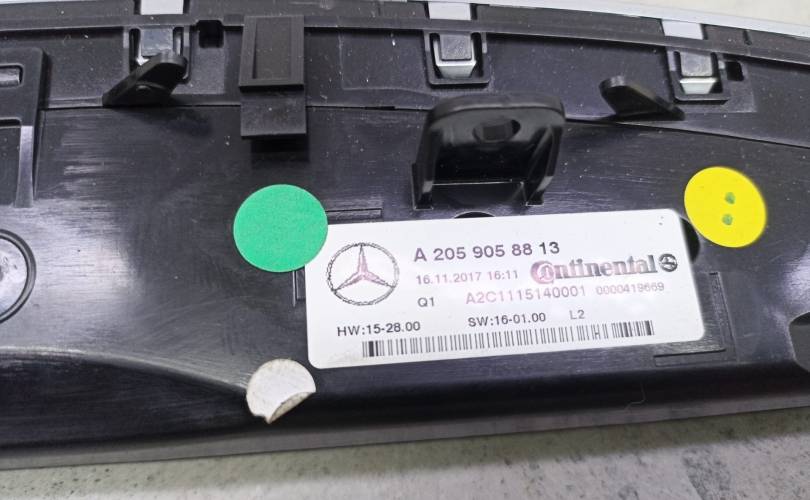 A 205 905 88 13
16.11.2017 16:11 Continental
Q1 A2C1115140001 0000419669
HW:15-28.00 SW:16-01.00 L2